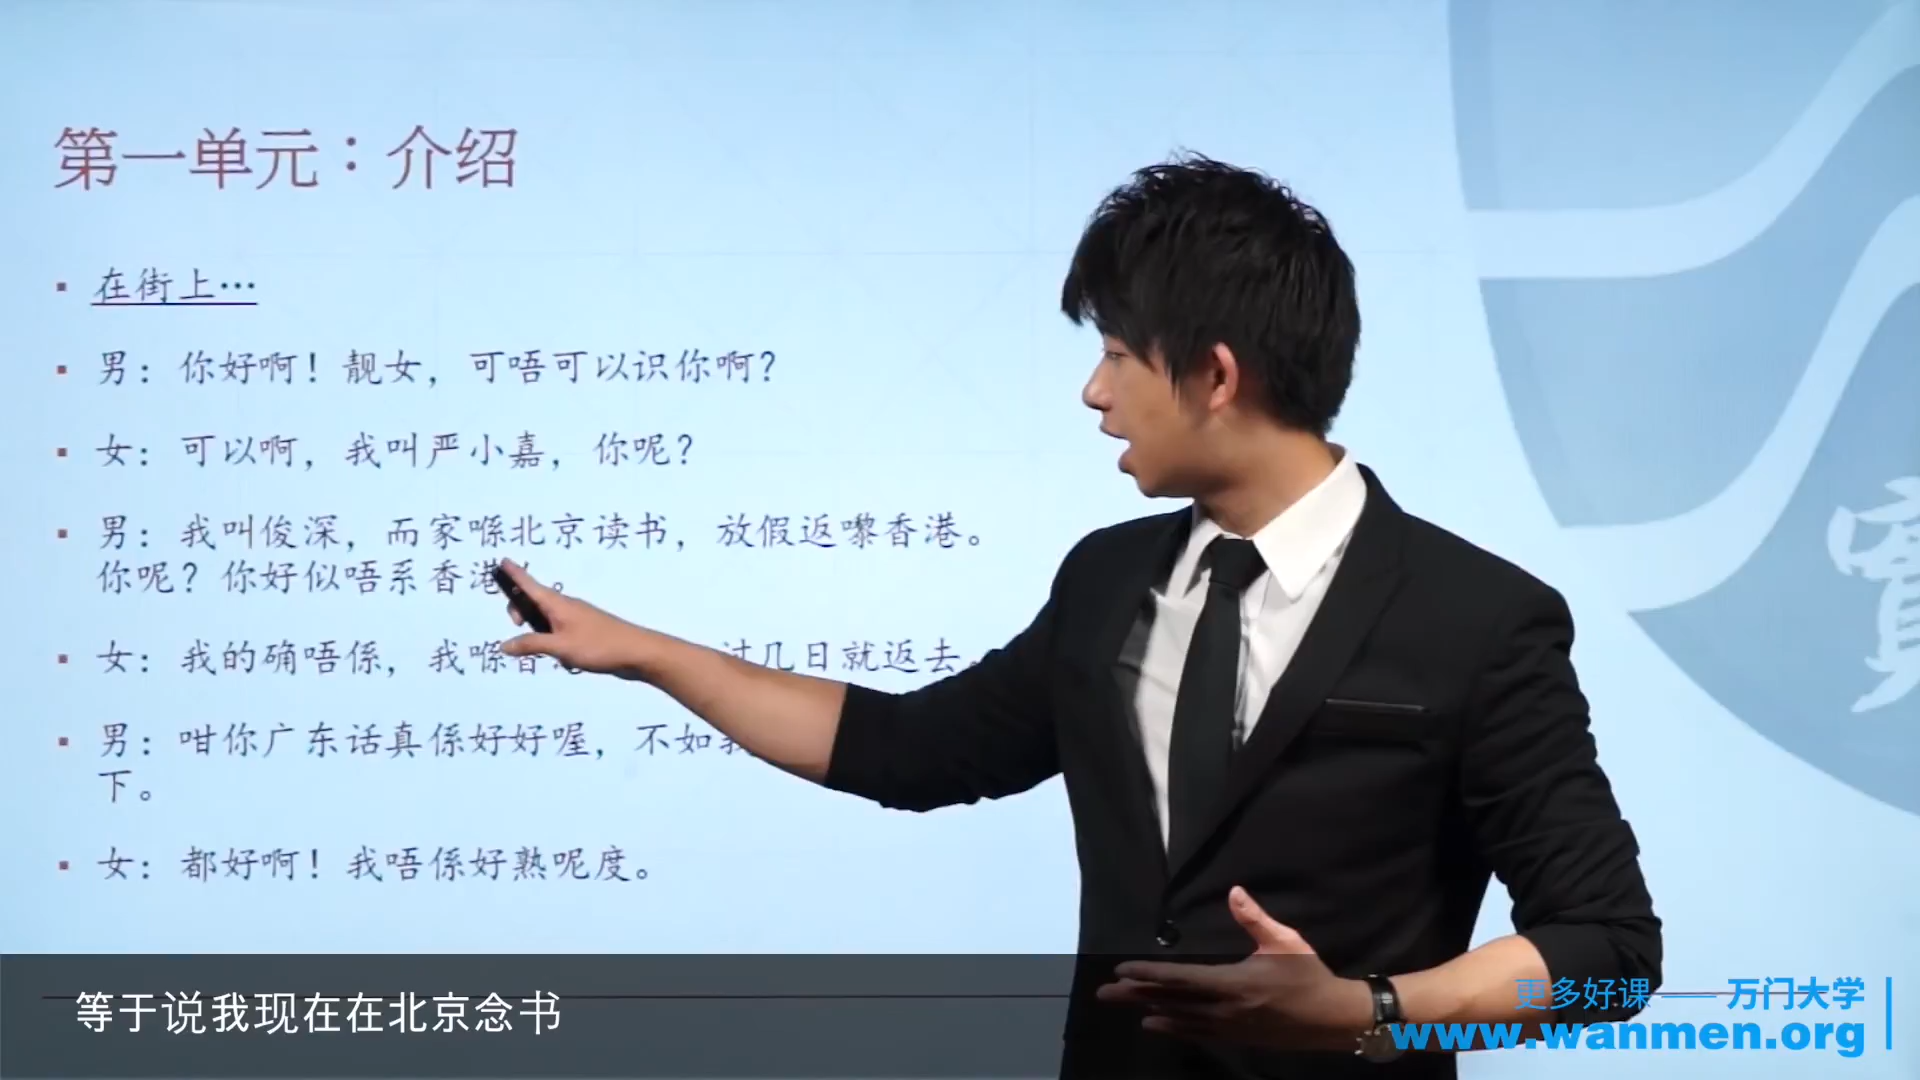 第一单元：介绍
在街上…
男：你好啊！靓女，可唔可以识你啊？
女：可以啊，我叫严小嘉，你呢？
男：我叫俊深，而家喺北京读书，放假返嚟香港。
你呢？你好似唔系香港。
女：我的确唔係，我喺香 过几日就返去。
男：咁你广东话真係好好喔，不如我
下。
女：都好啊！我唔係好熟呢度。
寶
等于说我现在在北京念书
更多好课 —— 万门大学
www.wanmen.org